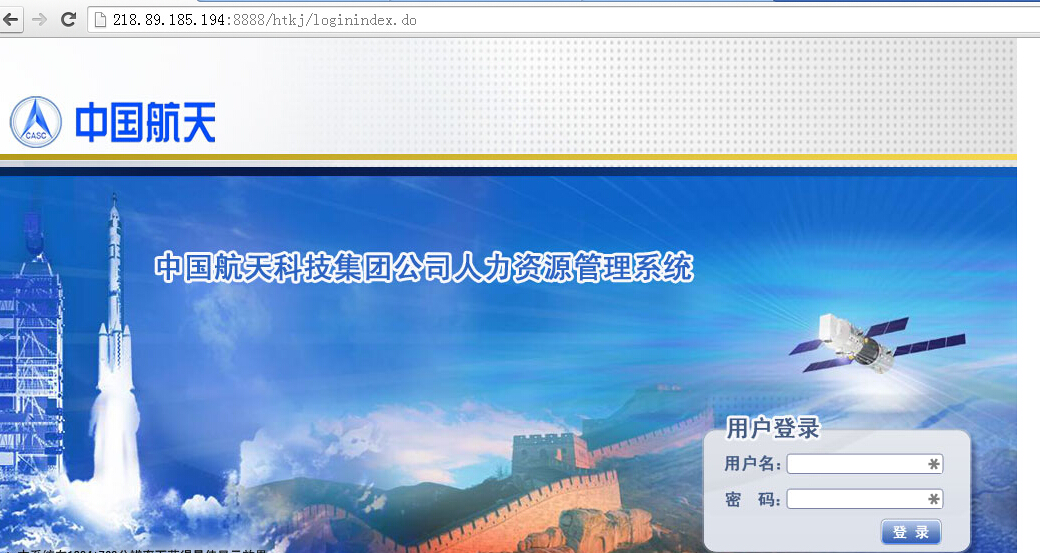 218.89.185.194:8888/htkj/loginindex.do
CASC
中国航天
中国航天科技集团公司人力资源管理系统
用户登录
用户名:
*
密 码:
*
登 录